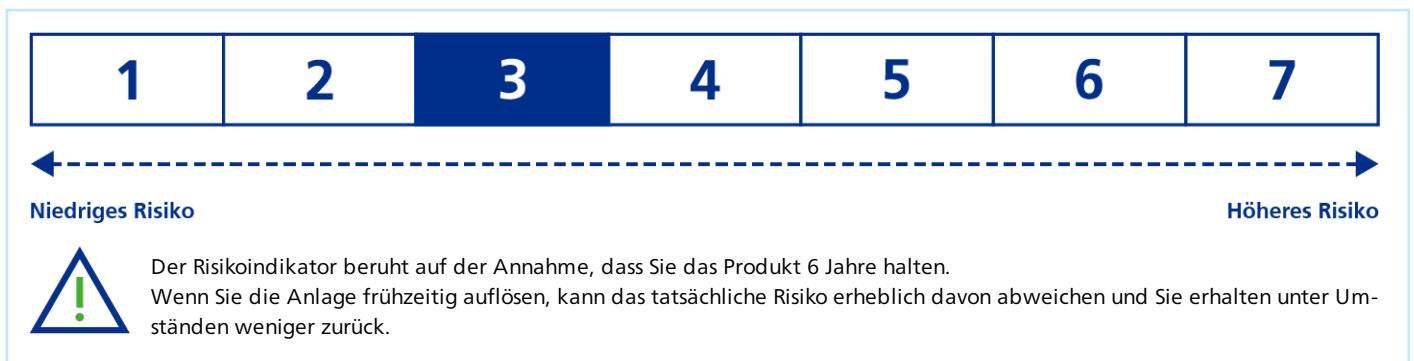 1 2 3 4 5 6 7
Niedriges Risiko Höheres Risiko
Der Risikoindikator beruht auf der Annahme, dass Sie das Produkt 6 Jahre halten.
Wenn Sie die Anlage frühzeitig auflösen, kann das tatsächliche Risiko erheblich davon abweichen und Sie erhalten unter Um-
ständen weniger zurück.